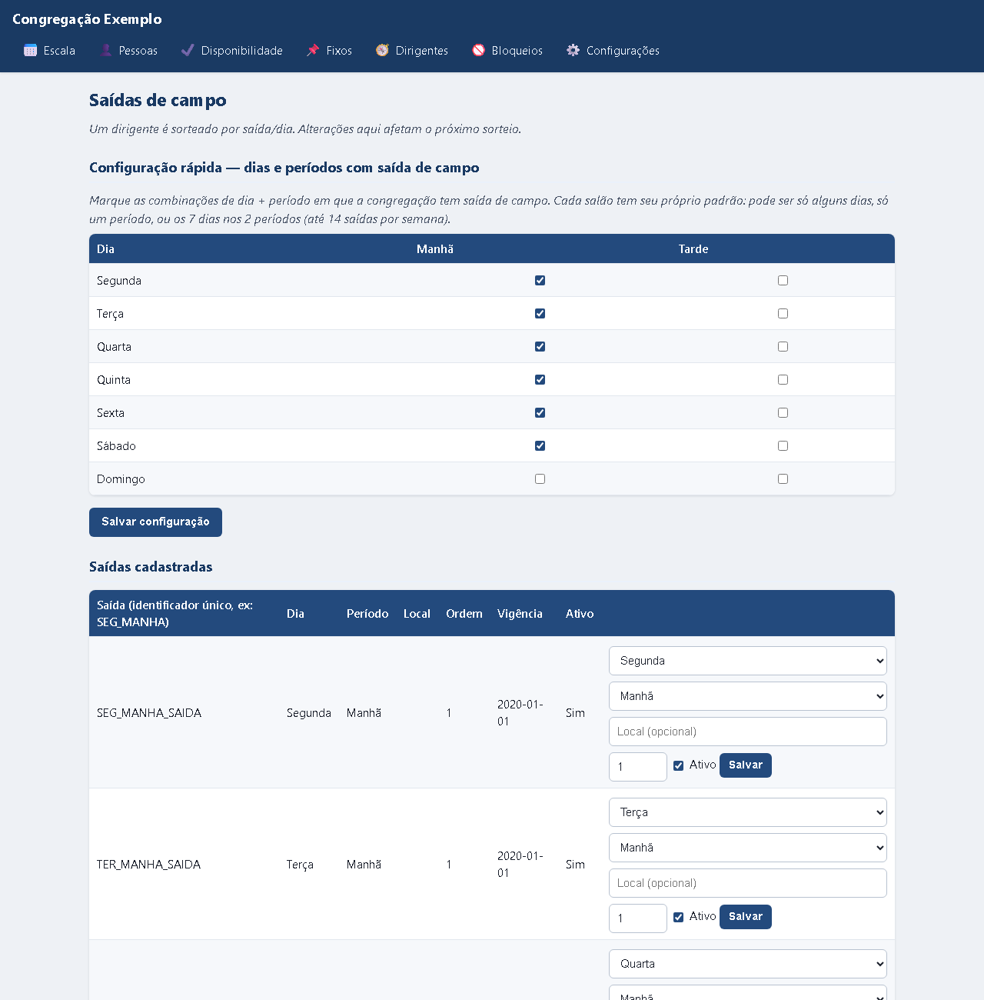 Congregação Exemplo
Escala Pessoas Disponibilidade Fixos Dirigentes Bloqueios Configurações
Saídas de campo
Um dirigente é sorteado por saída/dia. Alterações aqui afetam o próximo sorteio.
Configuração rápida — dias e períodos com saída de campo
Marque as combinações de dia + período em que a congregação tem saída de campo. Cada salão tem seu próprio padrão: pode ser só alguns dias, só
um período, ou os 7 dias nos 2 períodos (até 14 saídas por semana).
Dia Manhã Tarde
Segunda
Terça
Quarta
Quinta
Sexta
Sábado
Domingo
Salvar configuração
Saídas cadastradas
Saída (identificador único, ex:
SEG_MANHA)
Dia Período Local Ordem Vigência Ativo
SEG_MANHA_SAIDA Segunda Manhã 1 2020-01-
01
Sim
Segunda
Manhã
Local (opcional)
1 Ativo Salvar
TER_MANHA_SAIDA Terça Manhã 1 2020-01-
01
Sim
Terça
Manhã
Local (opcional)
1 Ativo Salvar
Quarta
Manhã